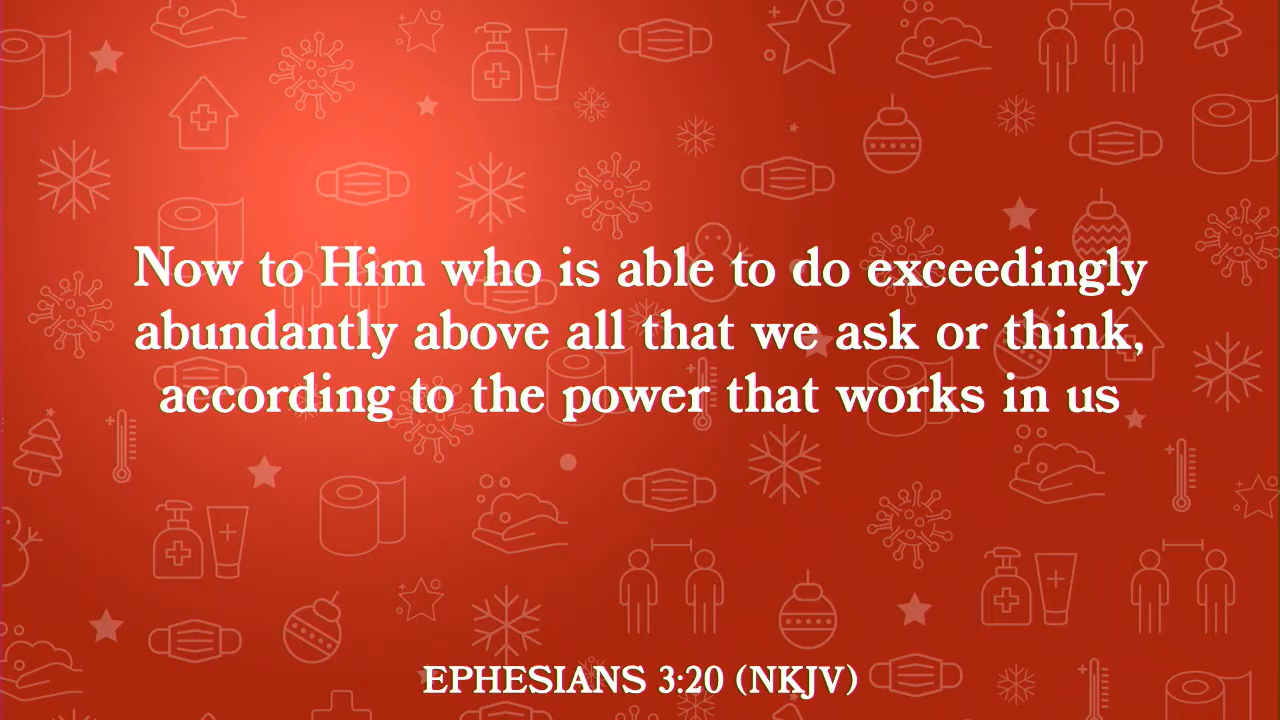 Now to Him who is able to do exceedingly
abundantly above all that we ask or think,
according to the power that works in us
EPHESIANS 3:20 (NKJV)